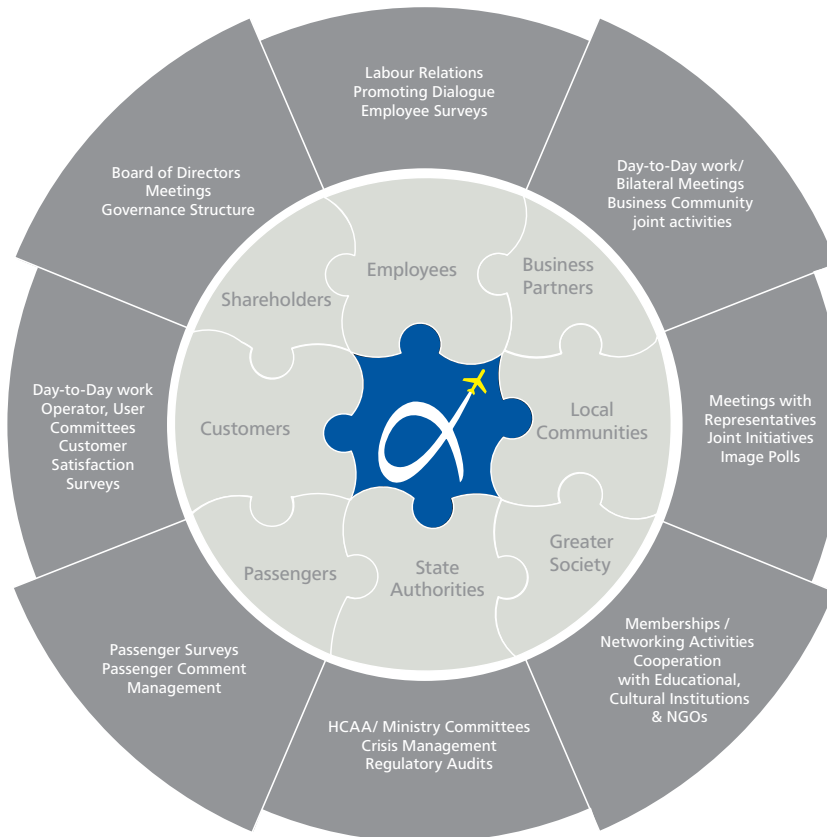 Labour Relations
Promoting Dialogue
Employee Surveys
Day-to-Day work/
Bilateral Meetings
Business Community
joint activities
Meetings with
Representatives
Joint Initiatives
Image Polls
Memberships /
Networking Activities
Cooperation
with Educational,
Cultural Institutions
& NGOs
HCAA/ Ministry Committees
Crisis Management
Regulatory Audits
Passenger Surveys
Passenger Comment
Management
Day-to-Day work
Operator, User
Committees
Customer
Satisfaction
Surveys
Board of Directors
Meetings
Governance Structure
Employees
Business
Partners
Local
Communities
Greater
Society
State
Authorities
Passengers
Customers
Shareholders